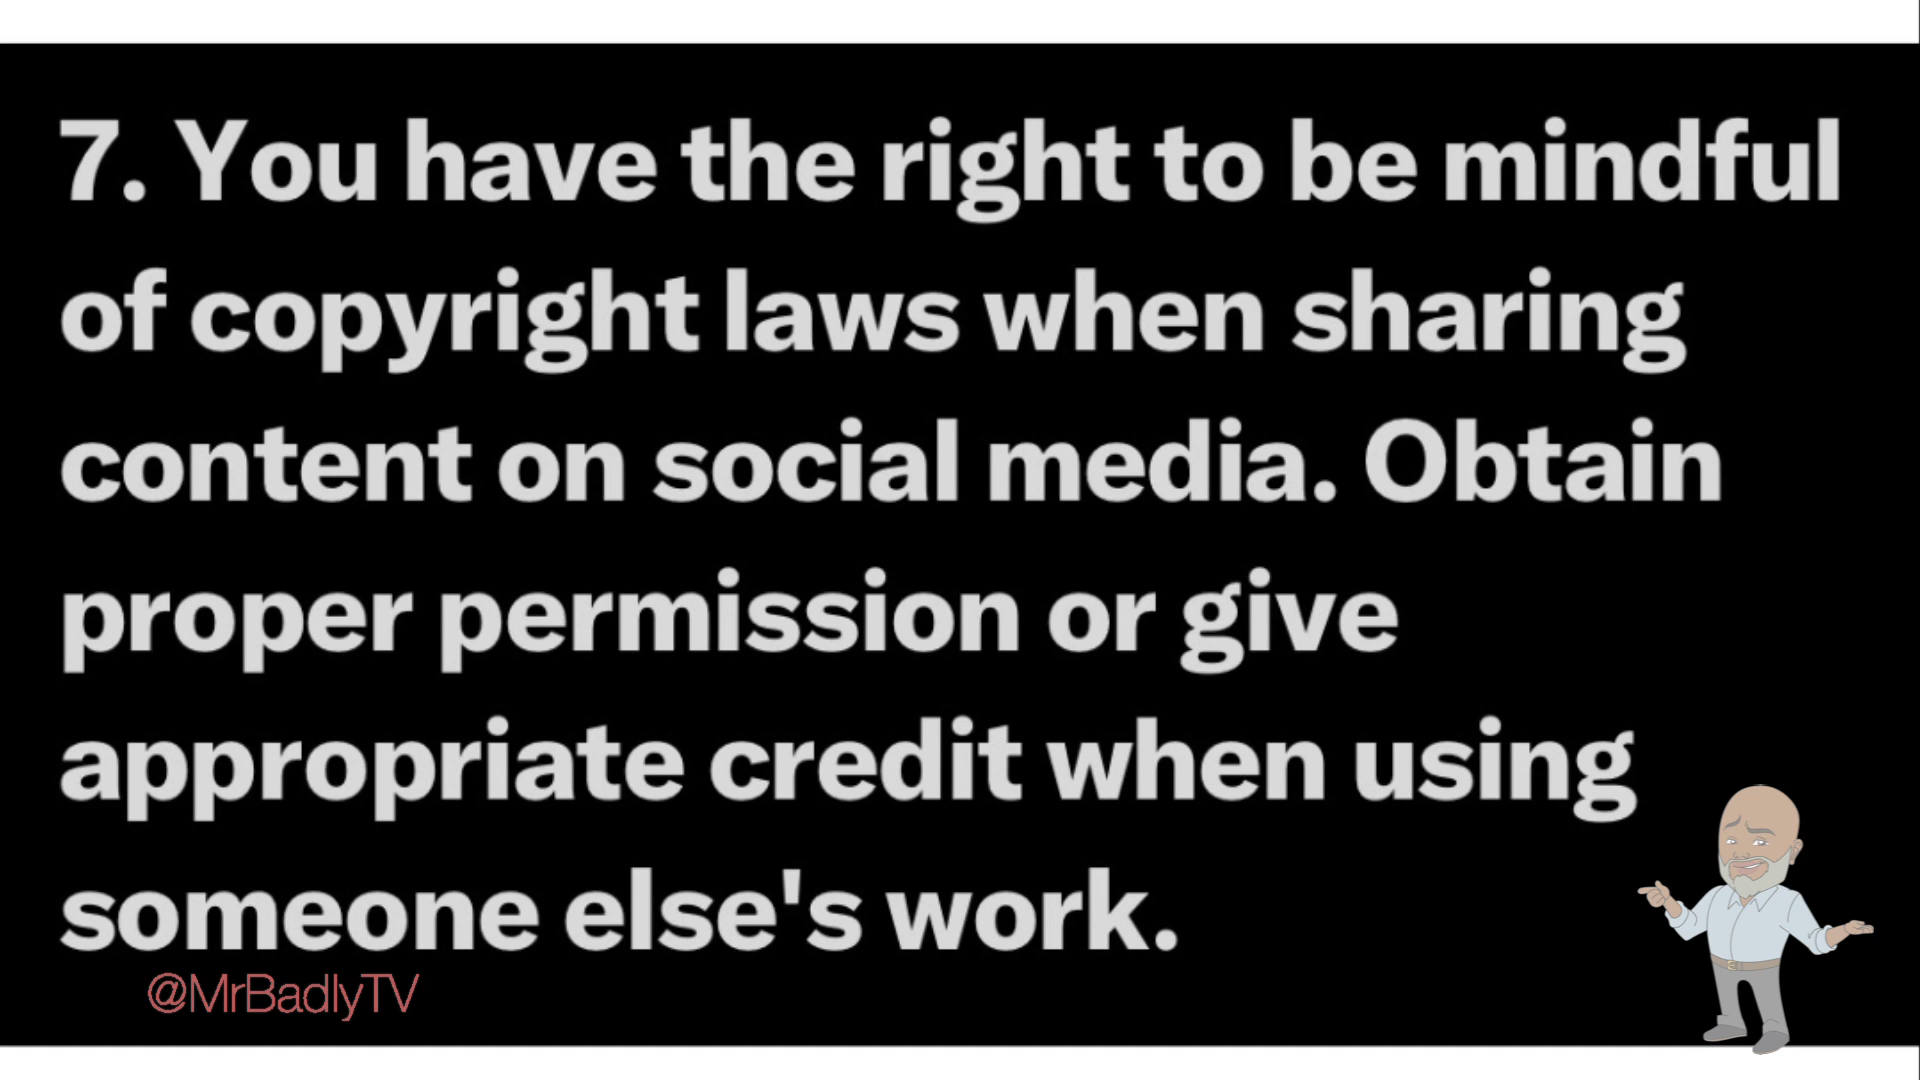 7. You have the right to be mindful
of copyright laws when sharing
content on social media. Obtain
proper permission or give
appropriate credit when using
someone else's work.
@MrBadlyTV